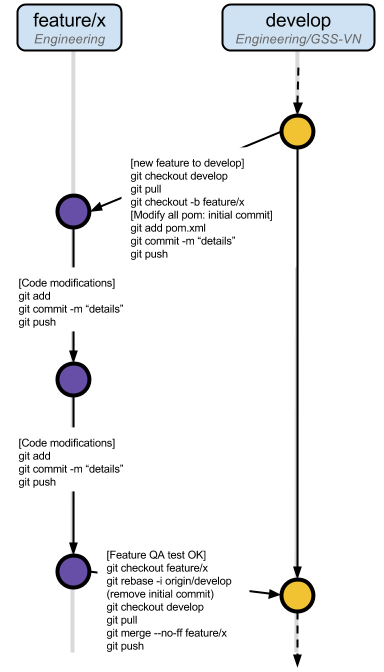 feature/x
Engineering
develop
Engineering/GSS-VN
[new feature to develop]
git checkout develop
git pull
git checkout -b feature/x
[Modify all pom: initial commit]
git add pom.xml
git commit -m “details”
git push
[Code modifications]
git add
git commit -m “details”
git push
[Code modifications]
git add
git commit -m “details”
git push
[Feature QA test OK]
git checkout feature/x
git rebase -i origin/develop
(remove initial commit)
git checkout develop
git pull
git merge --no-ff feature/x
git push